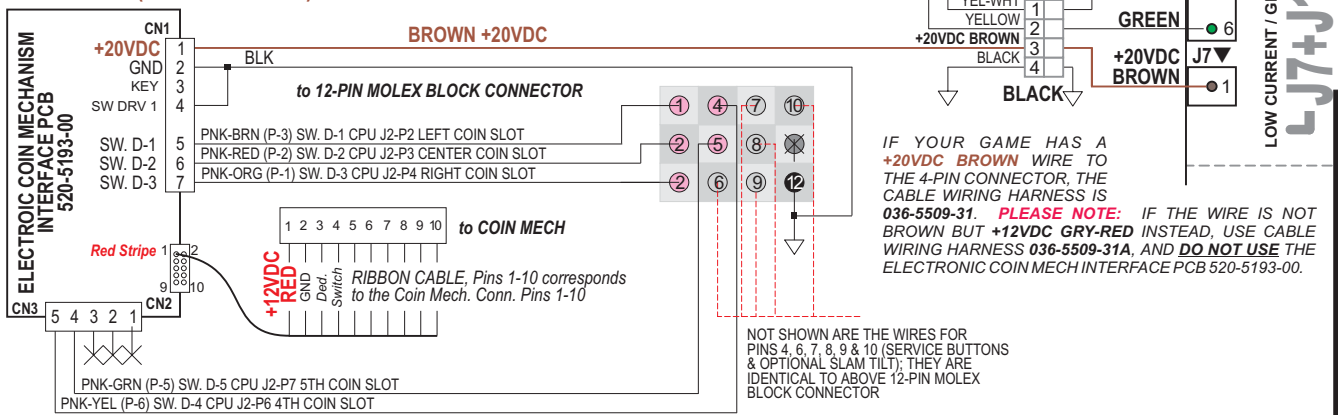 ELECTROIC COIN MECHANISM
INTERFACE PCB
520-5193-00
CN1
+20VDC 1
GND 2
KEY 3
SW DRV 1 4
SW. D-1 5
SW. D-2 6
SW. D-3 7
BROWN +20VDC
BLK
to 12-PIN MOLEX BLOCK CONNECTOR
PNK-BRN (P-3) SW. D-1 CPU J2-P2 LEFT COIN SLOT
PNK-RED (P-2) SW. D-2 CPU J2-P3 CENTER COIN SLOT
PNK-ORG (P-1) SW. D-3 CPU J2-P4 RIGHT COIN SLOT
1 4 7 10
2 5 8
2 6 9 12
YEL-WHT 1
YELLOW 2
+20VDC BROWN 3
BLACK 4
BLACK
GREEN 6
+20VDC
BROWN
J7▼
1
LOW CURRENT / G
J7+J
Red Stripe 1 2
9 10
CN2
CN3
5 4 3 2 1
1 2 3 4 5 6 7 8 9 10
to COIN MECH
+12VDC
RED
GND
Ded.
Switch
RIBBON CABLE, Pins 1-10 corresponds
to the Coin Mech. Conn. Pins 1-10
PNK-GRN (P-5) SW. D-5 CPU J2-P7 5TH COIN SLOT
PNK-YEL (P-6) SW. D-4 CPU J2-P6 4TH COIN SLOT
NOT SHOWN ARE THE WIRES FOR
PINS 4, 6, 7, 8, 9 & 10 (SERVICE BUTTONS
& OPTIONAL SLAM TILT); THEY ARE
IDENTICAL TO ABOVE 12-PIN MOLEX
BLOCK CONNECTOR
IF YOUR GAME HAS A
+20VDC BROWN WIRE TO
THE 4-PIN CONNECTOR, THE
CABLE WIRING HARNESS IS
036-5509-31. PLEASE NOTE: IF THE WIRE IS NOT
BROWN BUT +12VDC GRY-RED INSTEAD, USE CABLE
WIRING HARNESS 036-5509-31A, AND DO NOT USE THE
ELECTRONIC COIN MECH INTERFACE PCB 520-5193-00.